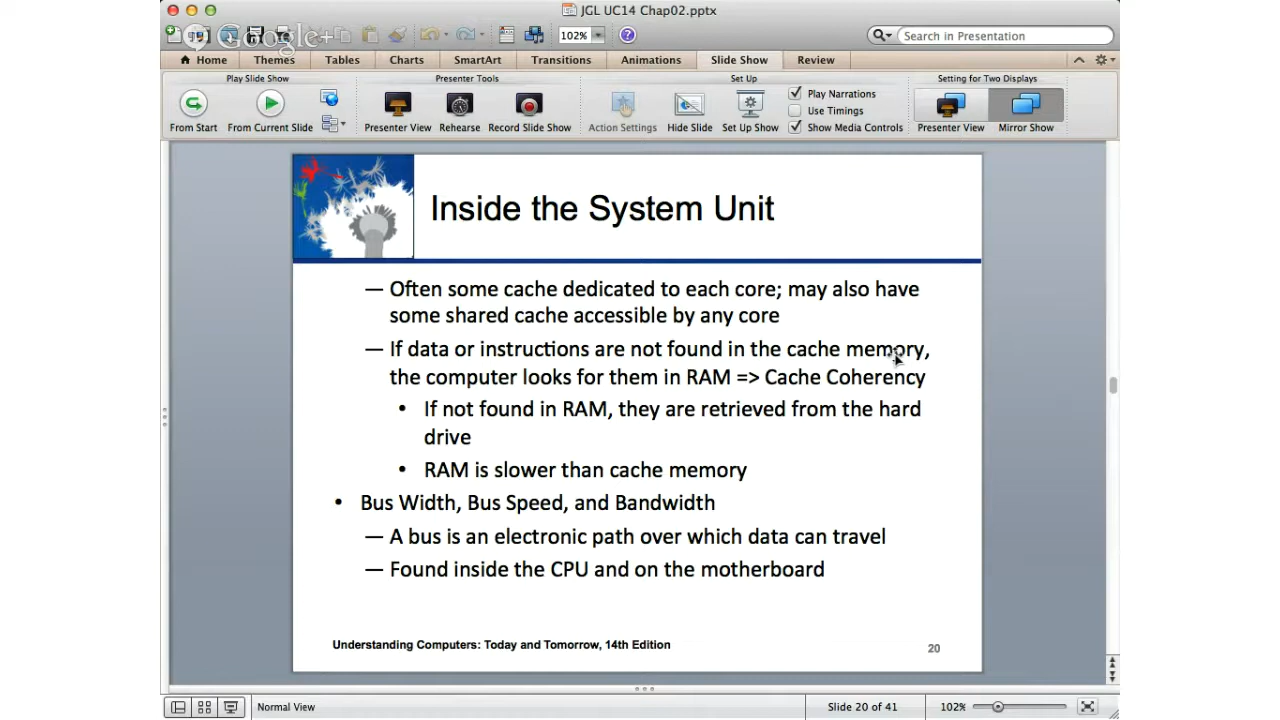 JGL UC14 Chap02.pptx
Google+
102%
Search in Presentation
Home Themes Tables Charts SmartArt Transitions Animations Slide Show Review
Play Slide Show Presenter Tools Set Up Setting for Two Displays
Play Narrations
Use Timings
From Start From Current Slide Presenter View Rehearse Record Slide Show Action Settings Hide Slide Set Up Show Show Media Controls Presenter View Mirror Show
Inside the System Unit
— Often some cache dedicated to each core; may also have
some shared cache accessible by any core
— If data or instructions are not found in the cache memory,
the computer looks for them in RAM => Cache Coherency
• If not found in RAM, they are retrieved from the hard
drive
• RAM is slower than cache memory
• Bus Width, Bus Speed, and Bandwidth
— A bus is an electronic path over which data can travel
— Found inside the CPU and on the motherboard
Understanding Computers: Today and Tomorrow, 14th Edition
20
Normal View Slide 20 of 41 102%